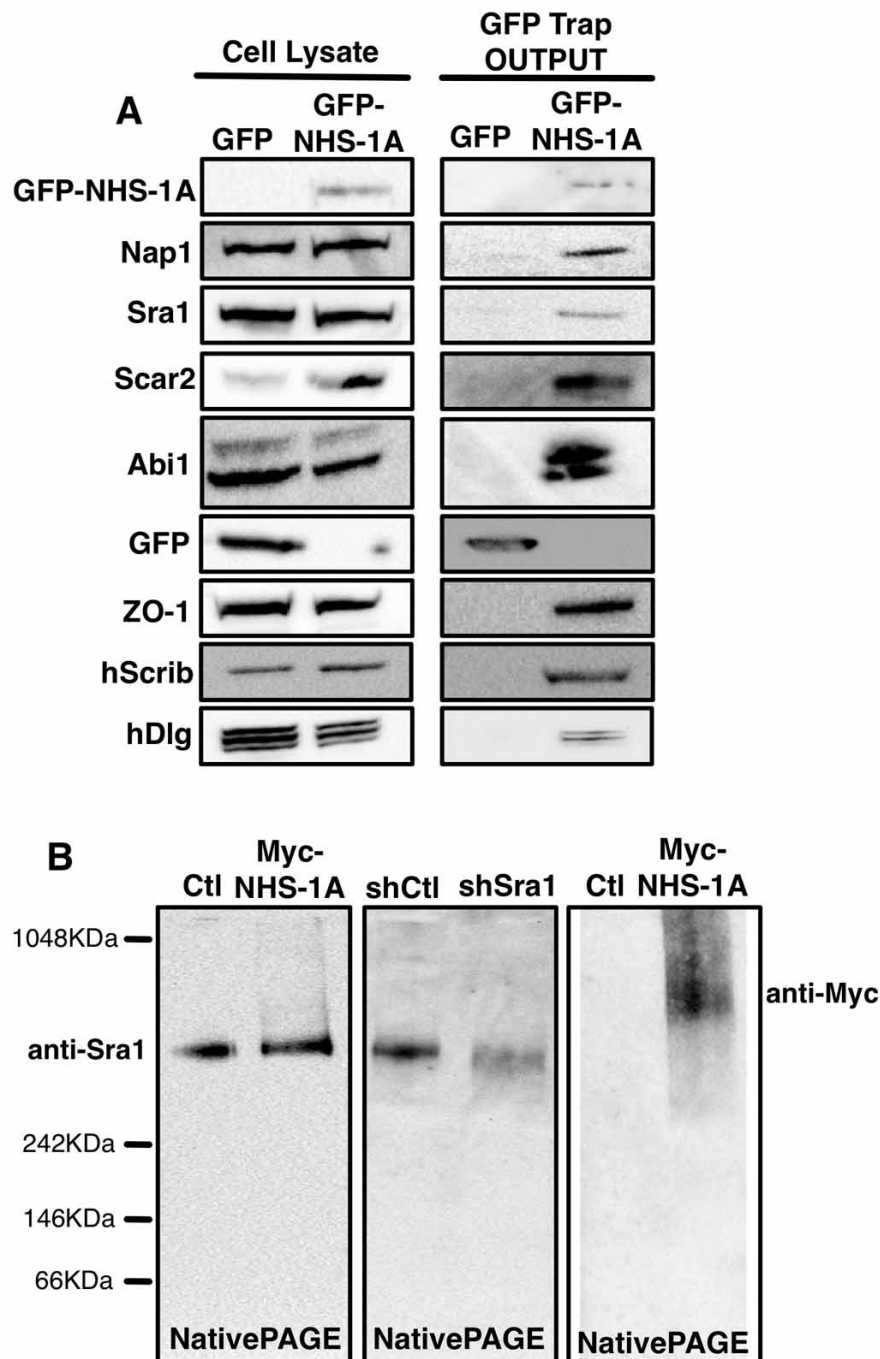 Cell Lysate
GFP Trap
OUTPUT
A
GFP
GFP-
NHS-1A
GFP
GFP-
NHS-1A
GFP-NHS-1A
Nap1
Sra1
Scar2
Abi1
GFP
ZO-1
hScrib
hDlg
B
Ctl
Myc-
NHS-1A
shCtl
shSra1
Ctl
Myc-
NHS-1A
1048KDa
anti-Myc
anti-Sra1
242KDa
146KDa
66KDa
NativePAGE
NativePAGE
NativePAGE